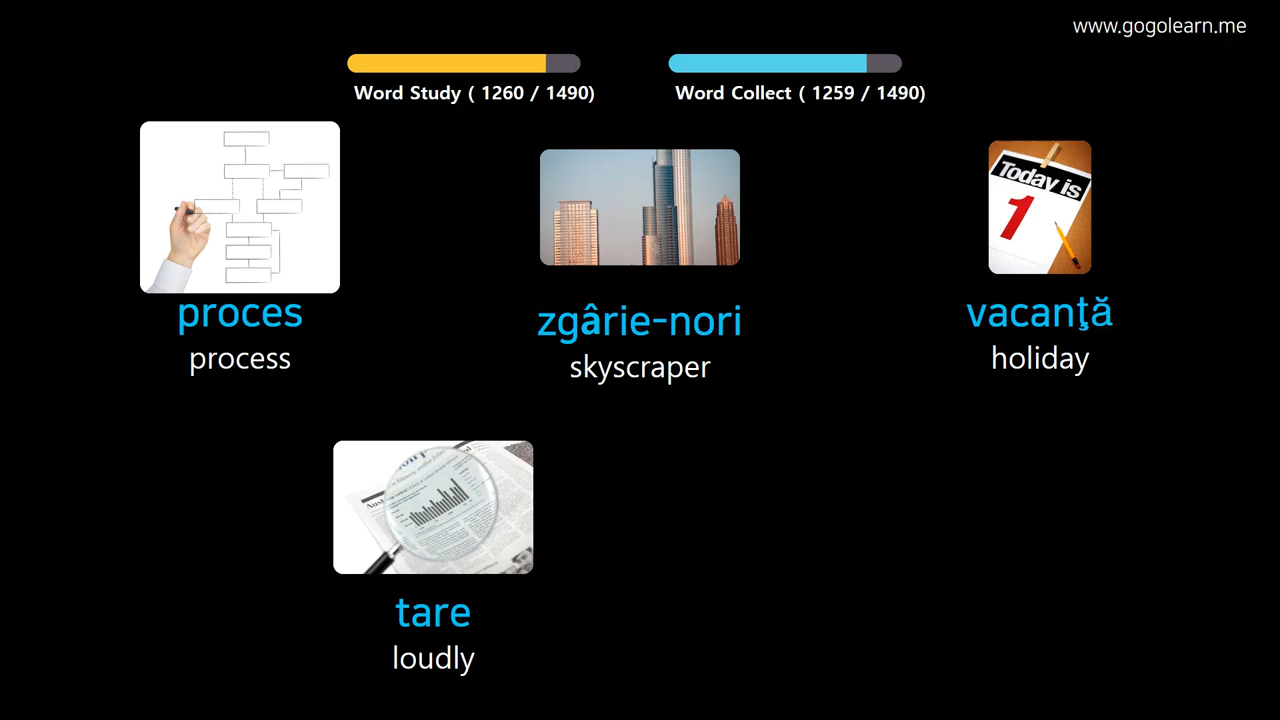 www.gogolearn.me
Word Study ( 1260 / 1490)
Word Collect ( 1259 / 1490)
Today is
1
proces
process
zgârie-nori
skyscraper
vacanţă
holiday
tare
loudly